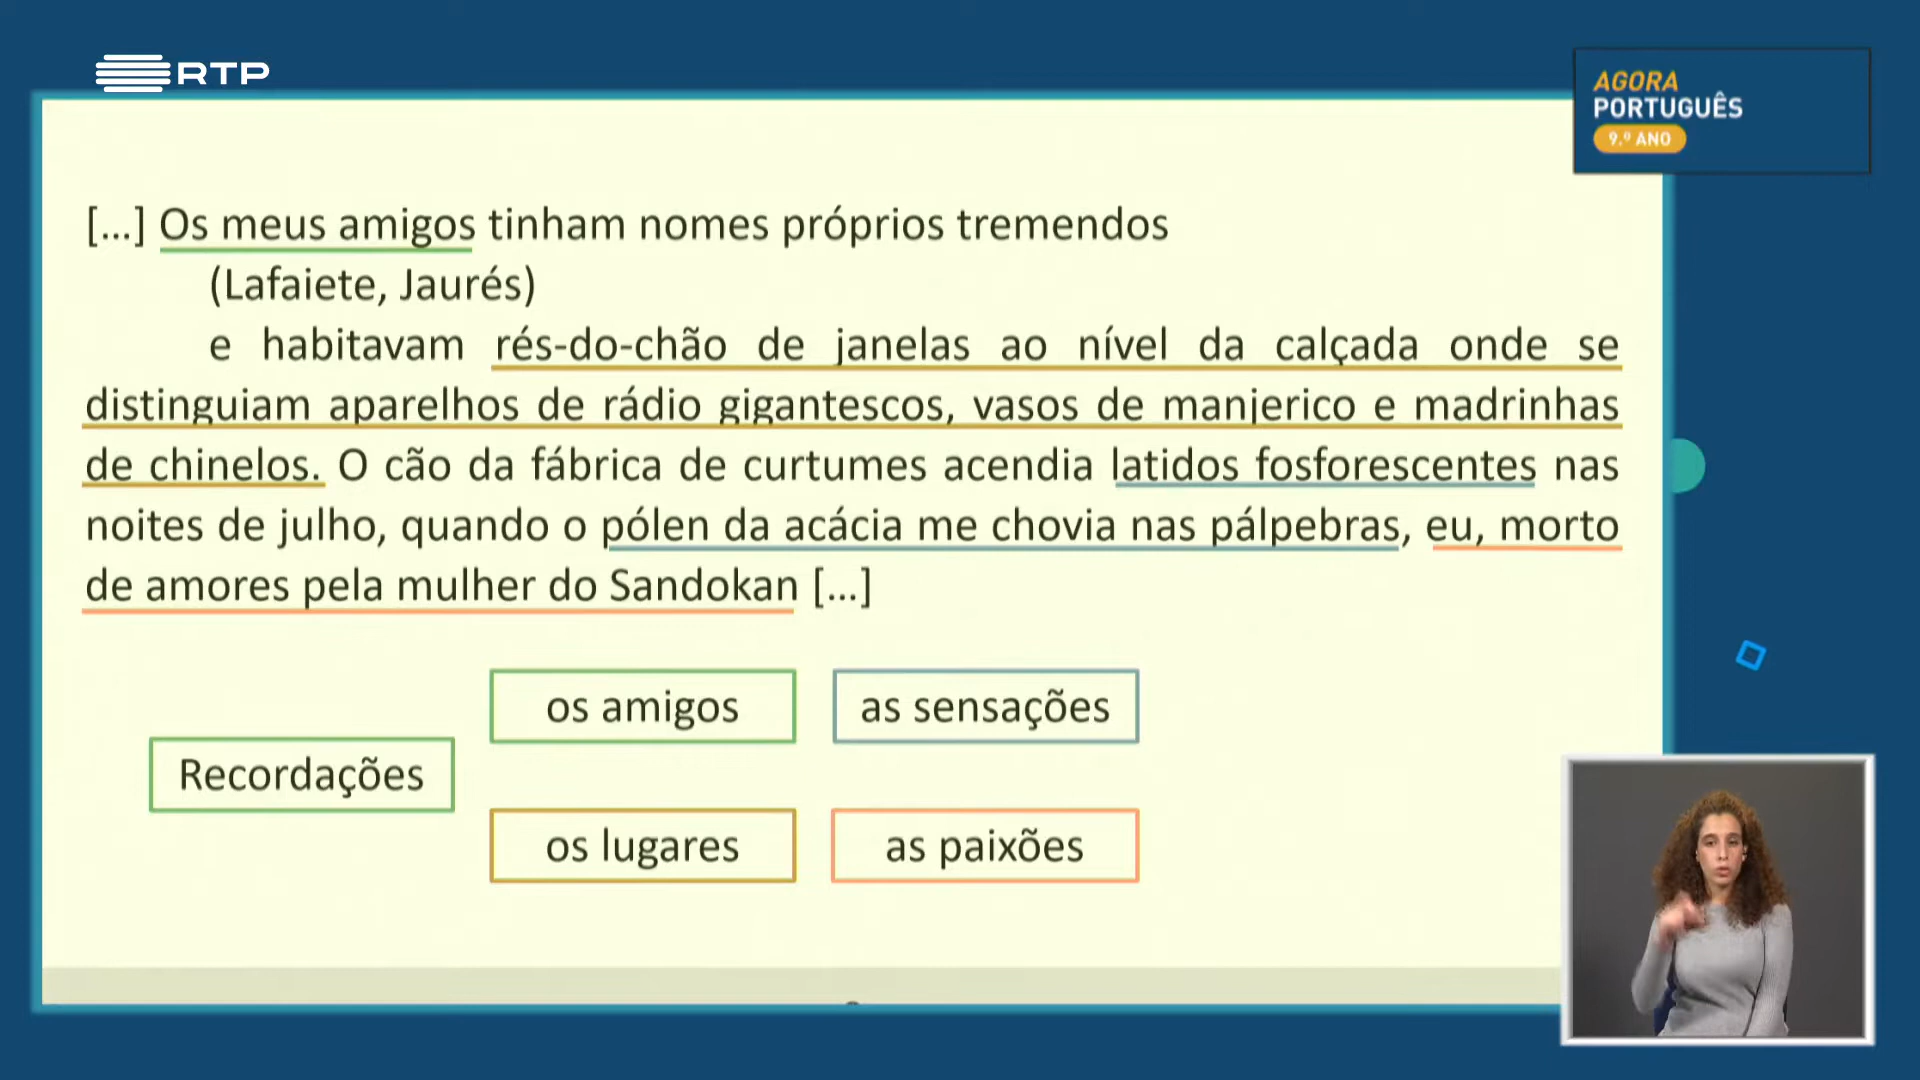 RTP
AGORA
PORTUGUÊS
9.º ANO
[...] Os meus amigos tinham nomes próprios tremendos
(Lafaiete, Jaurés)
e habitavam rés-do-chão de janelas ao nível da calçada onde se
distinguiam aparelhos de rádio gigantescos, vasos de manjerico e madrinhas
de chinelos. O cão da fábrica de curtumes acendia latidos fosforescentes nas
noites de julho, quando o pólen da acácia me chovia nas pálpebras, eu, morto
de amores pela mulher do Sandokan [...]
os amigos
as sensações
Recordações
os lugares
as paixões